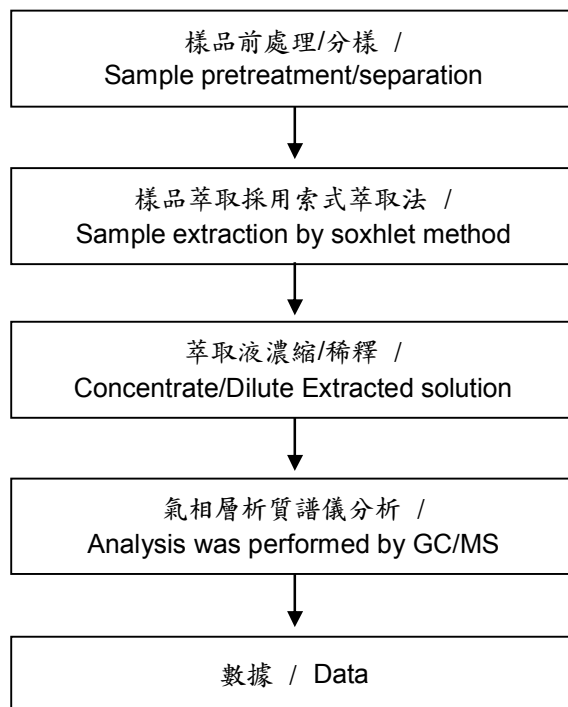 樣品前處理/分樣 /
Sample pretreatment/separation
樣品萃取採用索式萃取法 /
Sample extraction by soxhlet method
萃取液濃縮/稀釋 /
Concentrate/Dilute Extracted solution
氣相層析質譜儀分析 /
Analysis was performed by GC/MS
數據 / Data